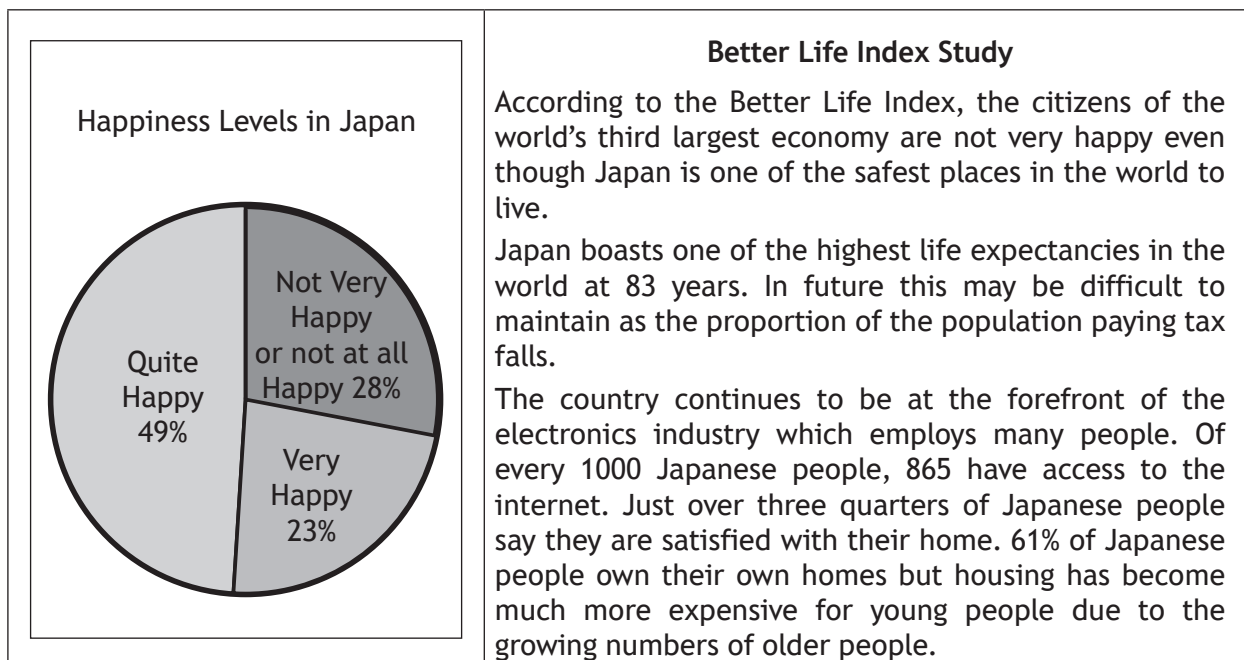 Happiness Levels in Japan
Not Very
Happy
or not at all
Happy 28%
Quite
Happy
49%
Very
Happy
23%
Better Life Index Study
According to the Better Life Index, the citizens of the
world’s third largest economy are not very happy even
though Japan is one of the safest places in the world to
live.
Japan boasts one of the highest life expectancies in the
world at 83 years. In future this may be difficult to
maintain as the proportion of the population paying tax
falls.
The country continues to be at the forefront of the
electronics industry which employs many people. Of
every 1000 Japanese people, 865 have access to the
internet. Just over three quarters of Japanese people
say they are satisfied with their home. 61% of Japanese
people own their own homes but housing has become
much more expensive for young people due to the
growing numbers of older people.